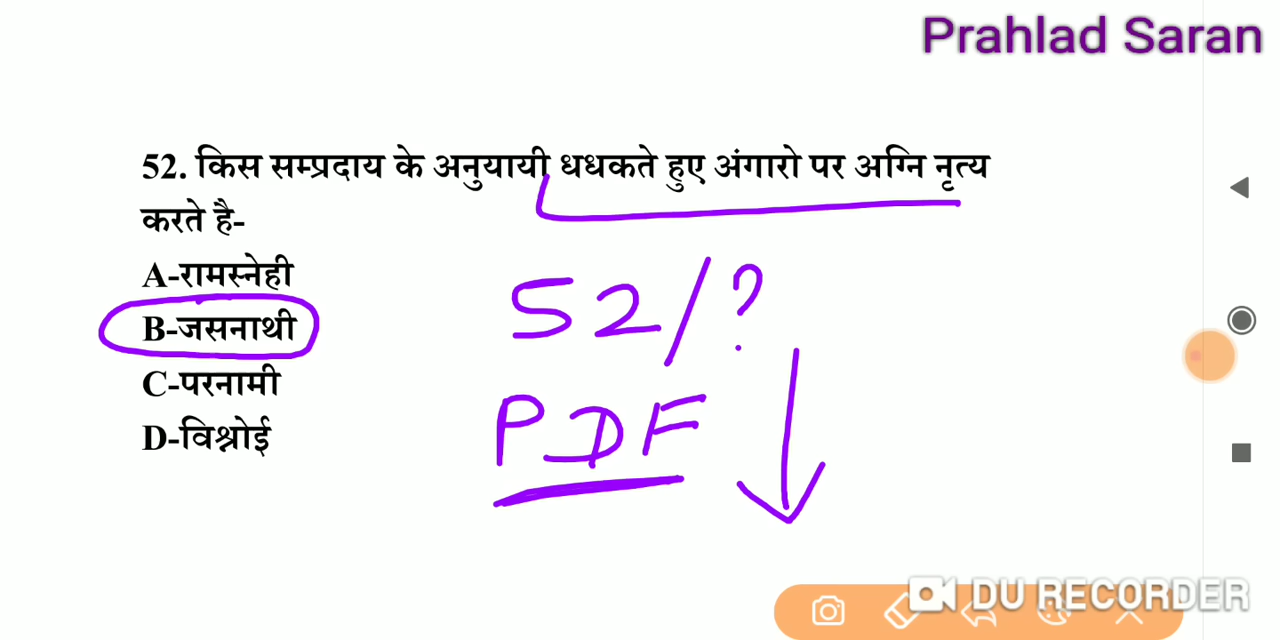 Prahlad Saran
52. किस सम्प्रदाय के अनुयायी धधकते हुए अंगारो पर अग्नि नृत्य
करते है-
A-रामस्नेही
B-जसनाथी
C-परनामी
D-विश्नोई
52/?
PDF
DU RECORDER